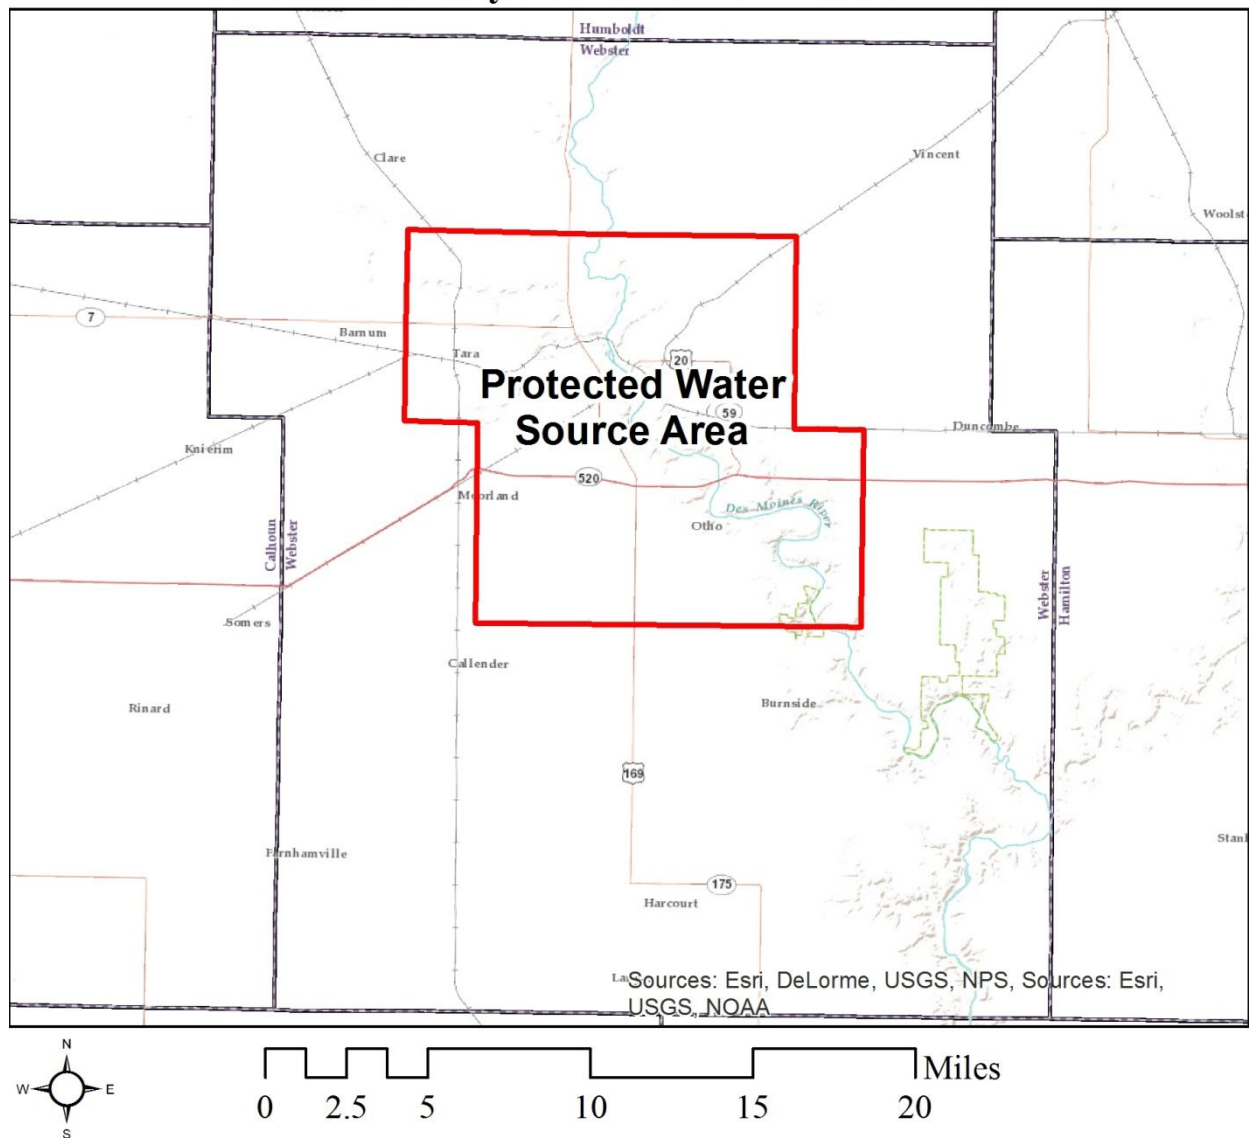 Humboldt
Webster
Clare
Vincent
7
Barnum
Tara
20
Protected Water
Source Area
59
Duncombe
Knierim
520
Moorland
Des Moines River
Otho
Calhoun
Webster
Webster
Hamilton
Somers
Callender
Rinard
Burnside
169
Farnhamville
175
Harcourt
Sources: Esri, DeLorme, USGS, NPS, Sources: Esri,
USGS, NOAA
N
W E
S
Miles
0 2.5 5 10 15 20